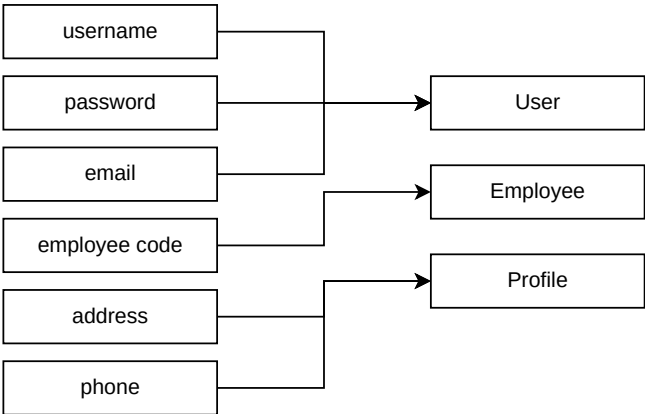 username
password
email
employee code
address
phone
User
Employee
Profile